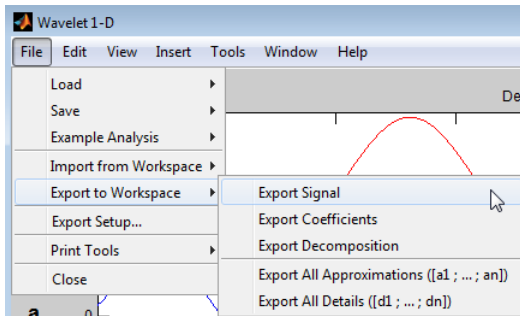 Wavelet 1-D
File Edit View Insert Tools Window Help
Load
De
Save
Example Analysis
Import from Workspace
Export to Workspace
Export Signal
Export Setup...
Export Coefficients
Print Tools
Export Decomposition
Close
Export All Approximations ([a1 ; ... ; an])
a 0
Export All Details ([d1 ; ... ; dn])